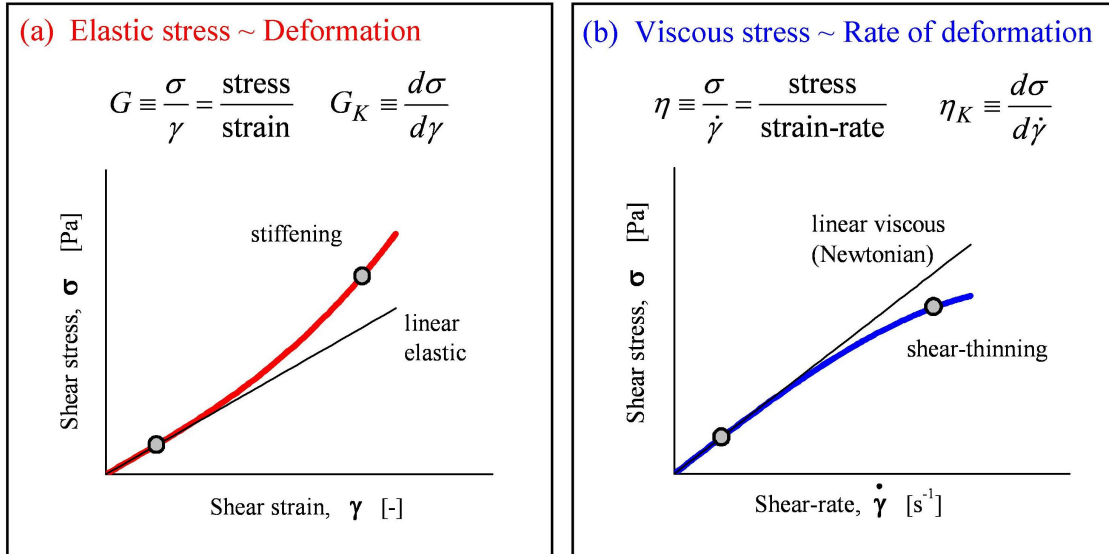 (a) Elastic stress ~ Deformation
G ≡ σ/γ = stress/strain   G_K ≡ dσ/dγ
Shear stress, σ [Pa]
stiffening
linear
elastic
Shear strain, γ [-]
(b) Viscous stress ~ Rate of deformation
η ≡ σ/γ̇ = stress/strain-rate   η_K ≡ dσ/dγ̇
Shear stress, σ [Pa]
linear viscous
(Newtonian)
shear-thinning
Shear-rate, γ̇ [s⁻¹]